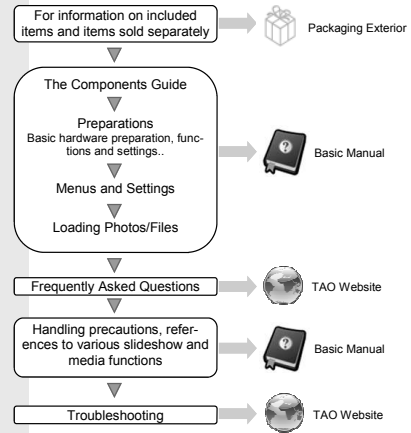 For information on included
items and items sold separately
Packaging Exterior
The Components Guide
Preparations
Basic hardware preparation, func-
tions and settings..
Menus and Settings
Loading Photos/Files
? Basic Manual
Frequently Asked Questions
TAO Website
Handling precautions, refer-
ences to various slideshow and
media functions
? Basic Manual
Troubleshooting
TAO Website